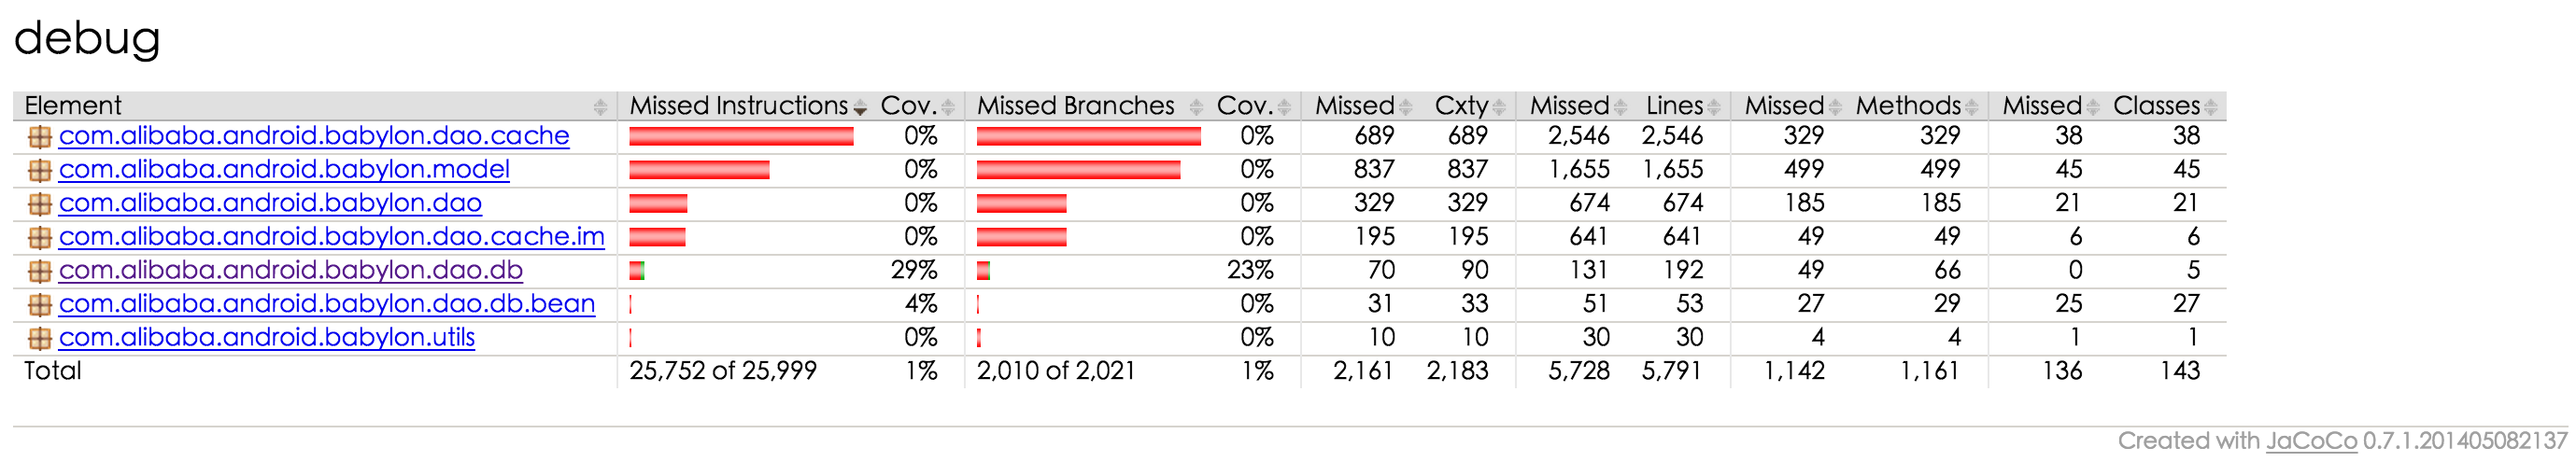 debug
Element Missed Instructions Cov. Missed Branches Cov. Missed Cxty Missed Lines Missed Methods Missed Classes
com.alibaba.android.babylon.dao.cache 0% 0% 689 689 2,546 2,546 329 329 38 38
com.alibaba.android.babylon.model 0% 0% 837 837 1,655 1,655 499 499 45 45
com.alibaba.android.babylon.dao 0% 0% 329 329 674 674 185 185 21 21
com.alibaba.android.babylon.dao.cache.im 0% 0% 195 195 641 641 49 49 6 6
com.alibaba.android.babylon.dao.db 29% 23% 70 90 131 192 49 66 0 5
com.alibaba.android.babylon.dao.db.bean 4% 0% 31 33 51 53 27 29 25 27
com.alibaba.android.babylon.utils 0% 0% 10 10 30 30 4 4 1 1
Total 25,752 of 25,999 1% 2,010 of 2,021 1% 2,161 2,183 5,728 5,791 1,142 1,161 136 143
Created with JaCoCo 0.7.1.201405082137